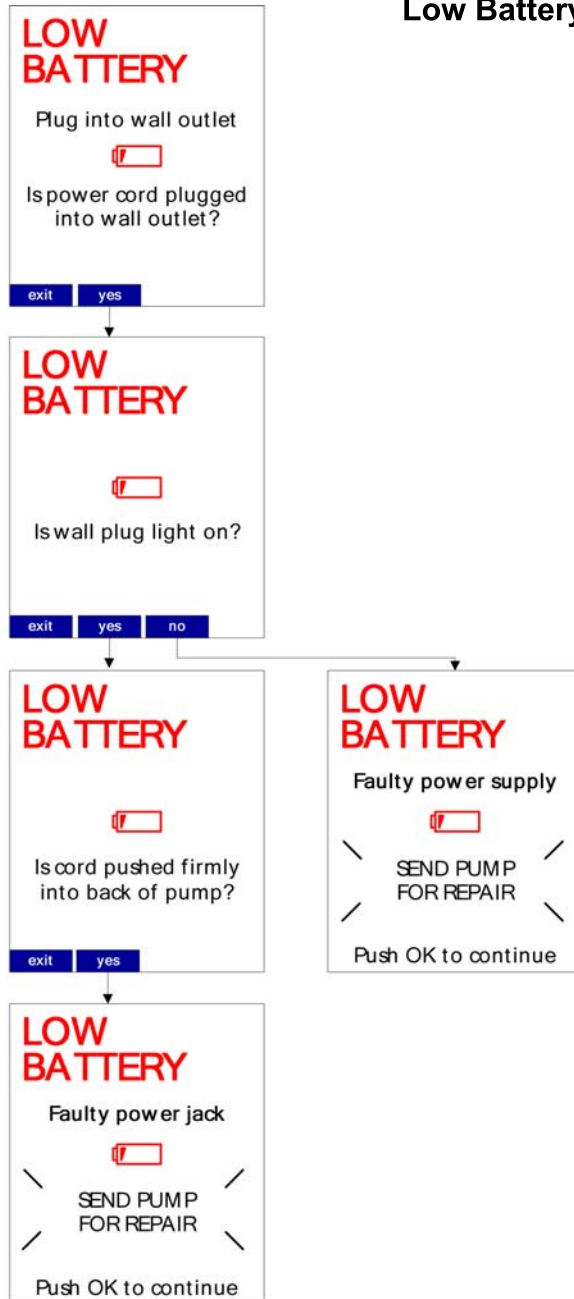 Low Battery
LOW
BATTERY
Plug into wall outlet
Is power cord plugged
into wall outlet?
exit yes
LOW
BATTERY
Is wall plug light on?
exit yes no
LOW
BATTERY
Is cord pushed firmly
into back of pump?
exit yes
LOW
BATTERY
Faulty power supply
SEND PUMP
FOR REPAIR
Push OK to continue
LOW
BATTERY
Faulty power jack
SEND PUMP
FOR REPAIR
Push OK to continue